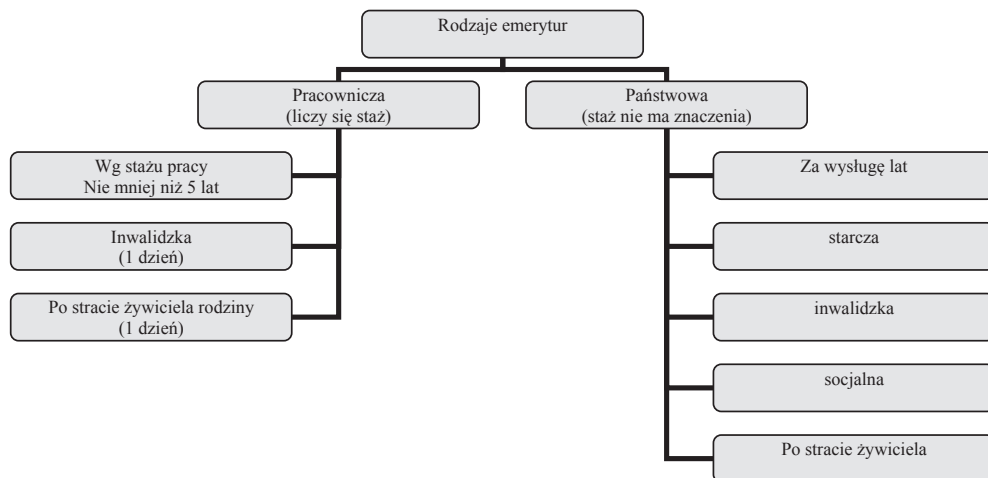 Rodzaje emerytur
Pracownicza
(liczy się staż)
Państwowa
(staż nie ma znaczenia)
Wg stażu pracy
Nie mniej niż 5 lat
Inwalidzka
(1 dzień)
Po stracie żywiciela rodziny
(1 dzień)
Za wysługę lat
starcza
inwalidzka
socjalna
Po stracie żywiciela